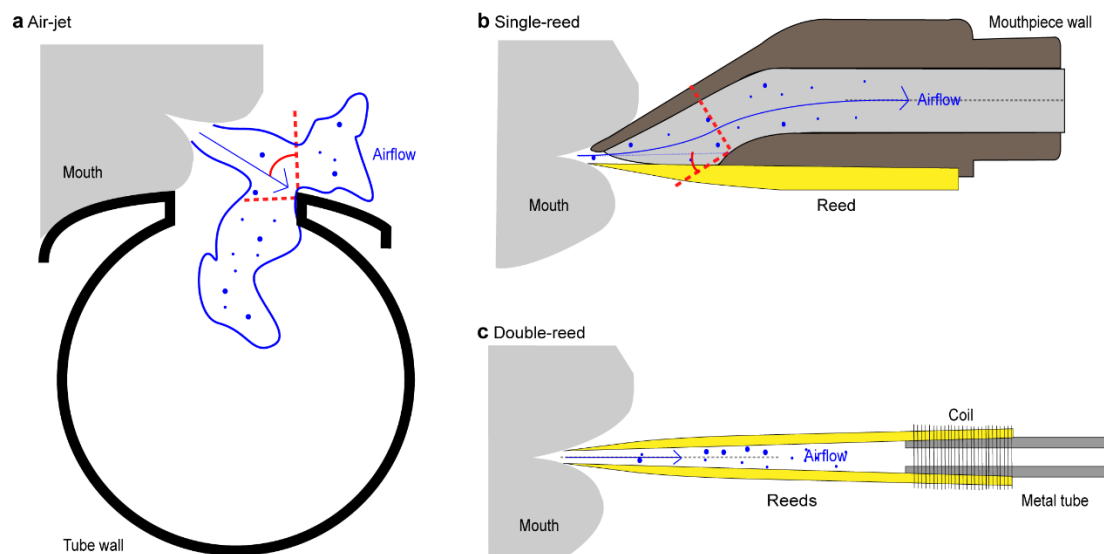 a Air-jet
Mouth
Airflow
Tube wall
b Single-reed
Mouthpiece wall
Airflow
Mouth
Reed
c Double-reed
Coil
Airflow
Reeds
Mouth
Metal tube